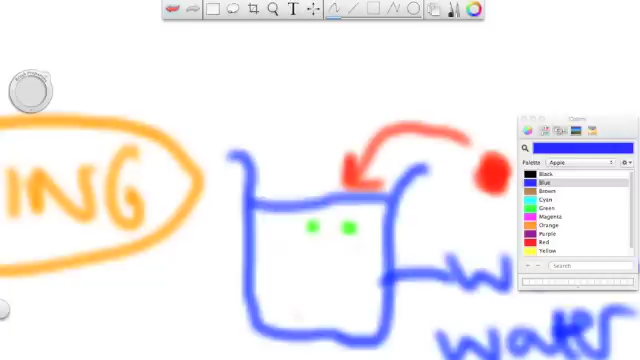 Colors
Palette Apple
Black
Blue
Brown
Cyan
Green
Magenta
Orange
Purple
Red
Yellow
Search
ING
W
water